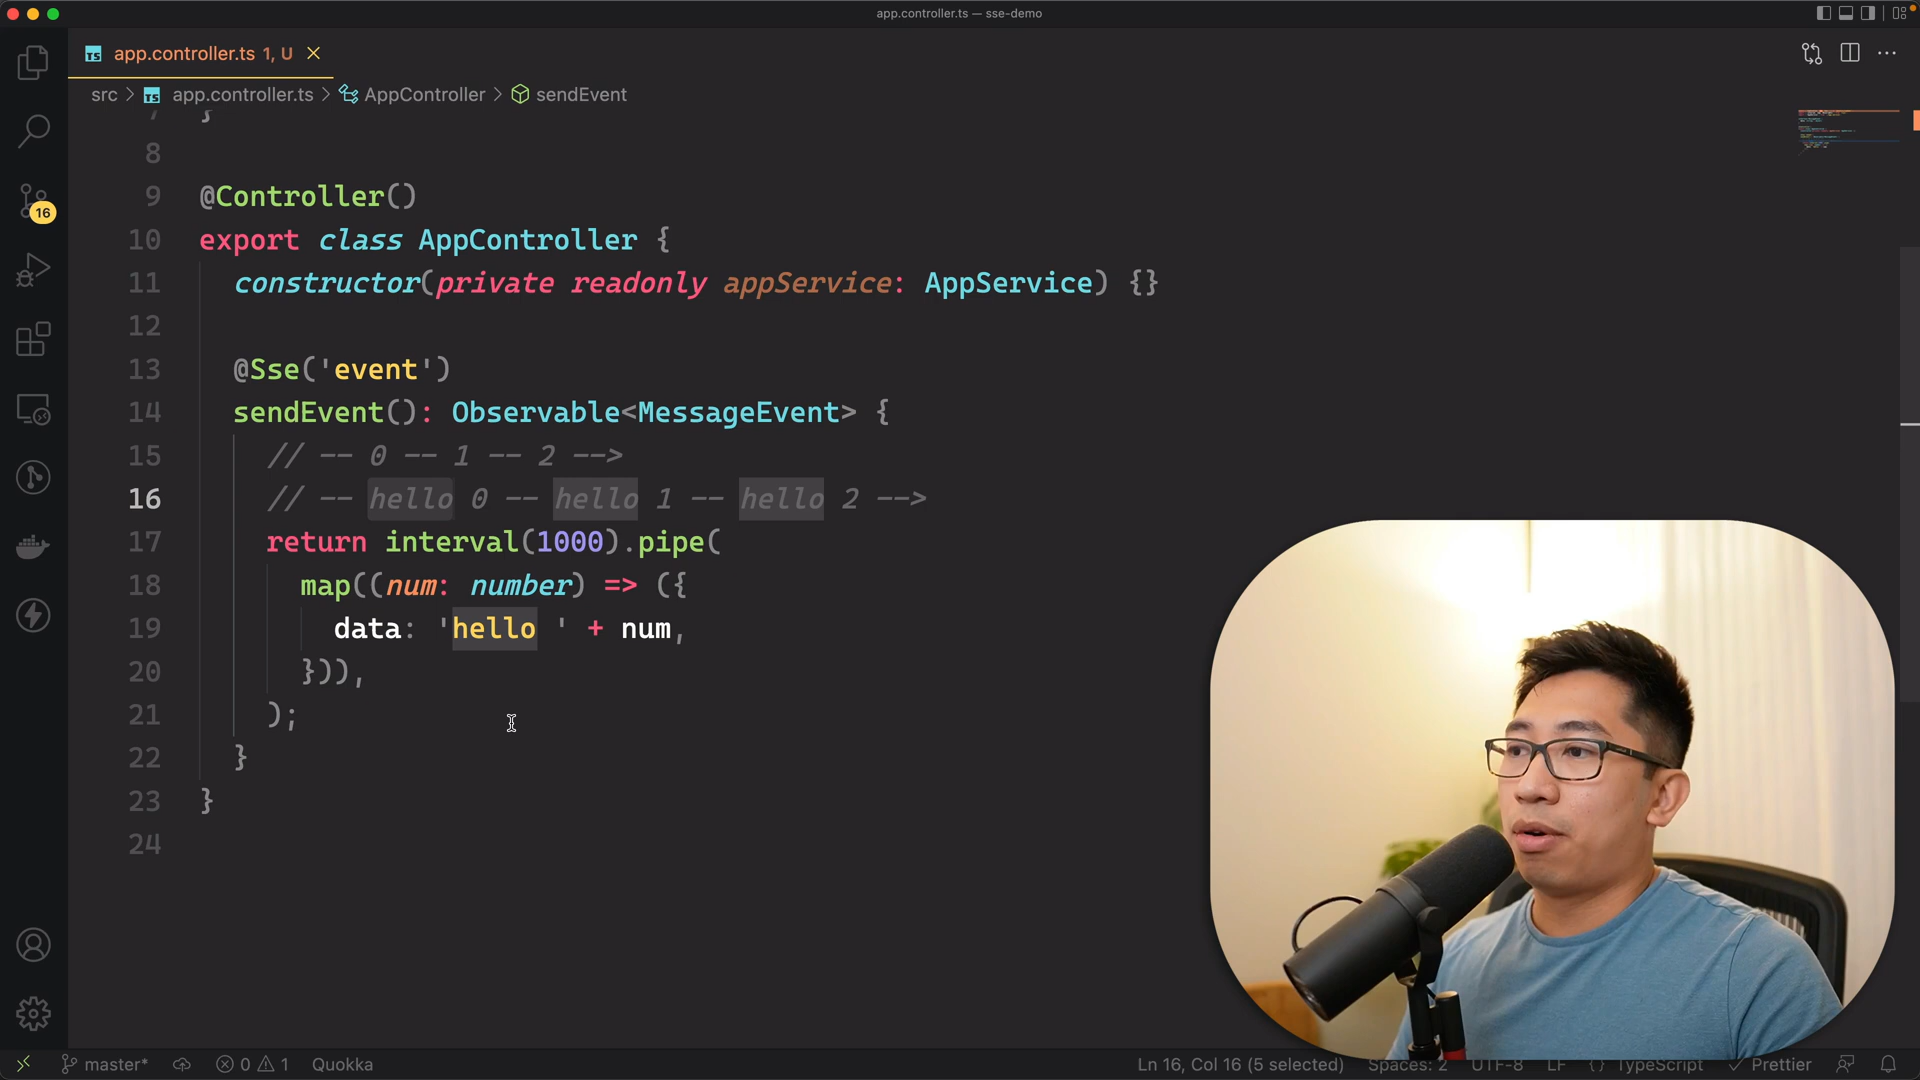 app.controller.ts — sse-demo
app.controller.ts 1, U
src > app.controller.ts > AppController > sendEvent
7 }
8
9 @Controller()
10 export class AppController {
11 constructor(private readonly appService: AppService) {}
12
13 @Sse('event')
14 sendEvent(): Observable<MessageEvent> {
15 // -- 0 -- 1 -- 2 -->
16 // -- hello 0 -- hello 1 -- hello 2 -->
17 return interval(1000).pipe(
18 map((num: number) => ({
19 data: 'hello ' + num,
20 })),
21 );
22 }
23 }
24
16
master* 0 1 Quokka Ln 16, Col 16 (5 selected) Spaces: 2 UTF-8 LF {} TypeScript Prettier